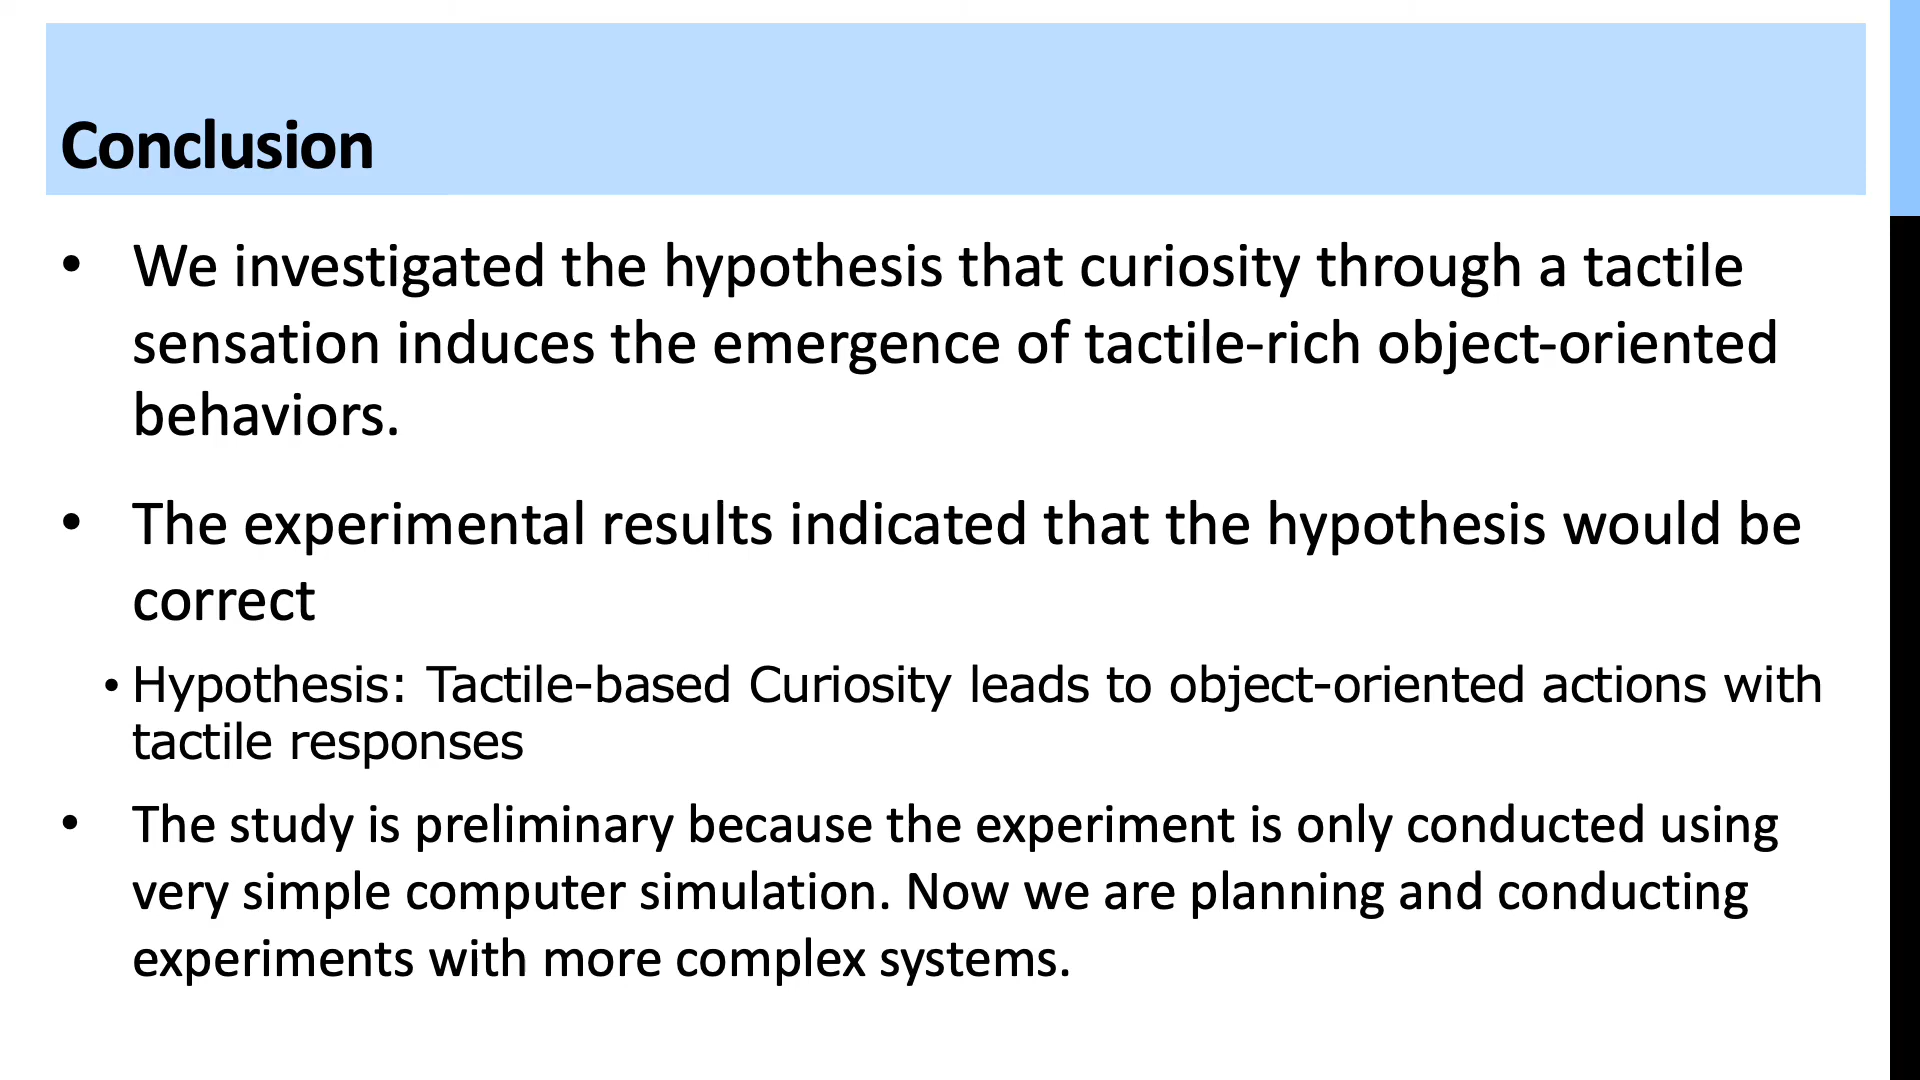 Conclusion
• We investigated the hypothesis that curiosity through a tactile
sensation induces the emergence of tactile-rich object-oriented
behaviors.
• The experimental results indicated that the hypothesis would be
correct
• Hypothesis: Tactile-based Curiosity leads to object-oriented actions with
tactile responses
• The study is preliminary because the experiment is only conducted using
very simple computer simulation. Now we are planning and conducting
experiments with more complex systems.